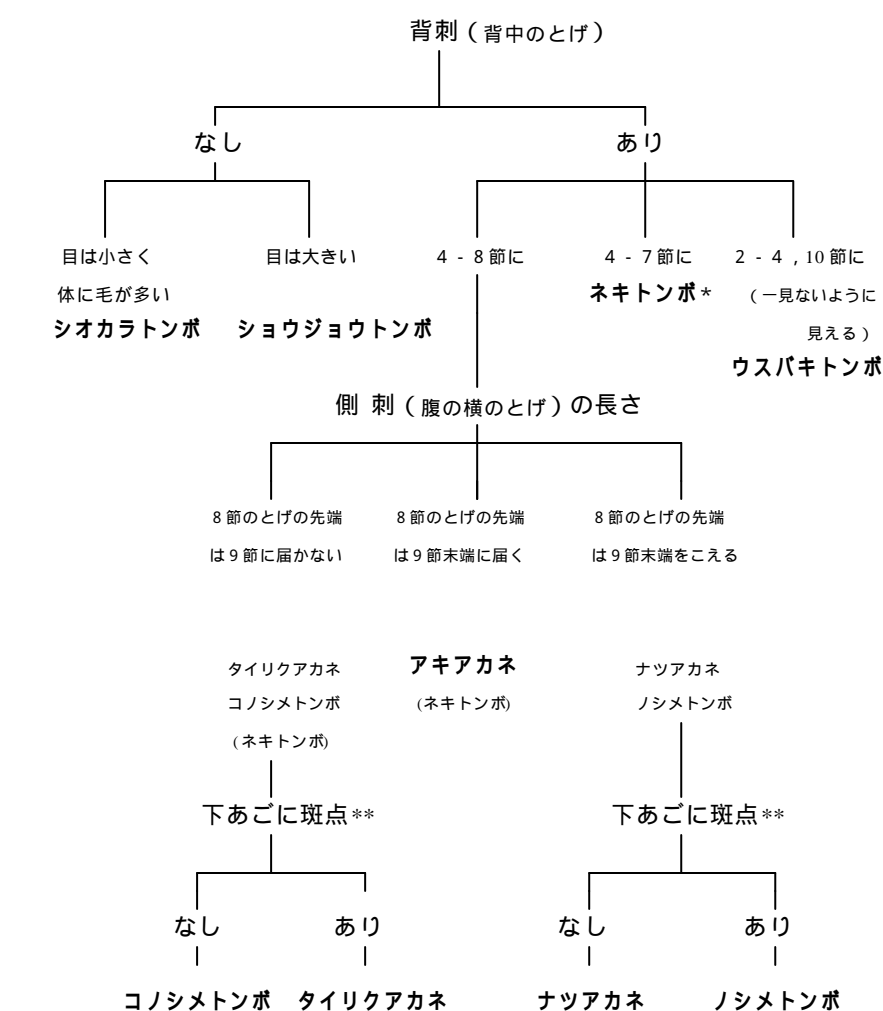 背刺（背中のとげ）
なし
あり
目は小さく
体に毛が多い
シオカラトンボ
目は大きい
ショウジョウトンボ
４‐８節に
４‐７節に
ネキトンボ*
２‐４，10節に
（一見ないように
見える）
ウスバキトンボ
側 刺（腹の横のとげ）の長さ
８節のとげの先端
は９節に届かない
８節のとげの先端
は９節末端に届く
８節のとげの先端
は９節末端をこえる
タイリクアカネ
コノシメトンボ
(ネキトンボ)
アキアカネ
(ネキトンボ)
ナツアカネ
ノシメトンボ
下あごに斑点**
下あごに斑点**
なし
あり
なし
あり
コノシメトンボ
タイリクアカネ
ナツアカネ
ノシメトンボ